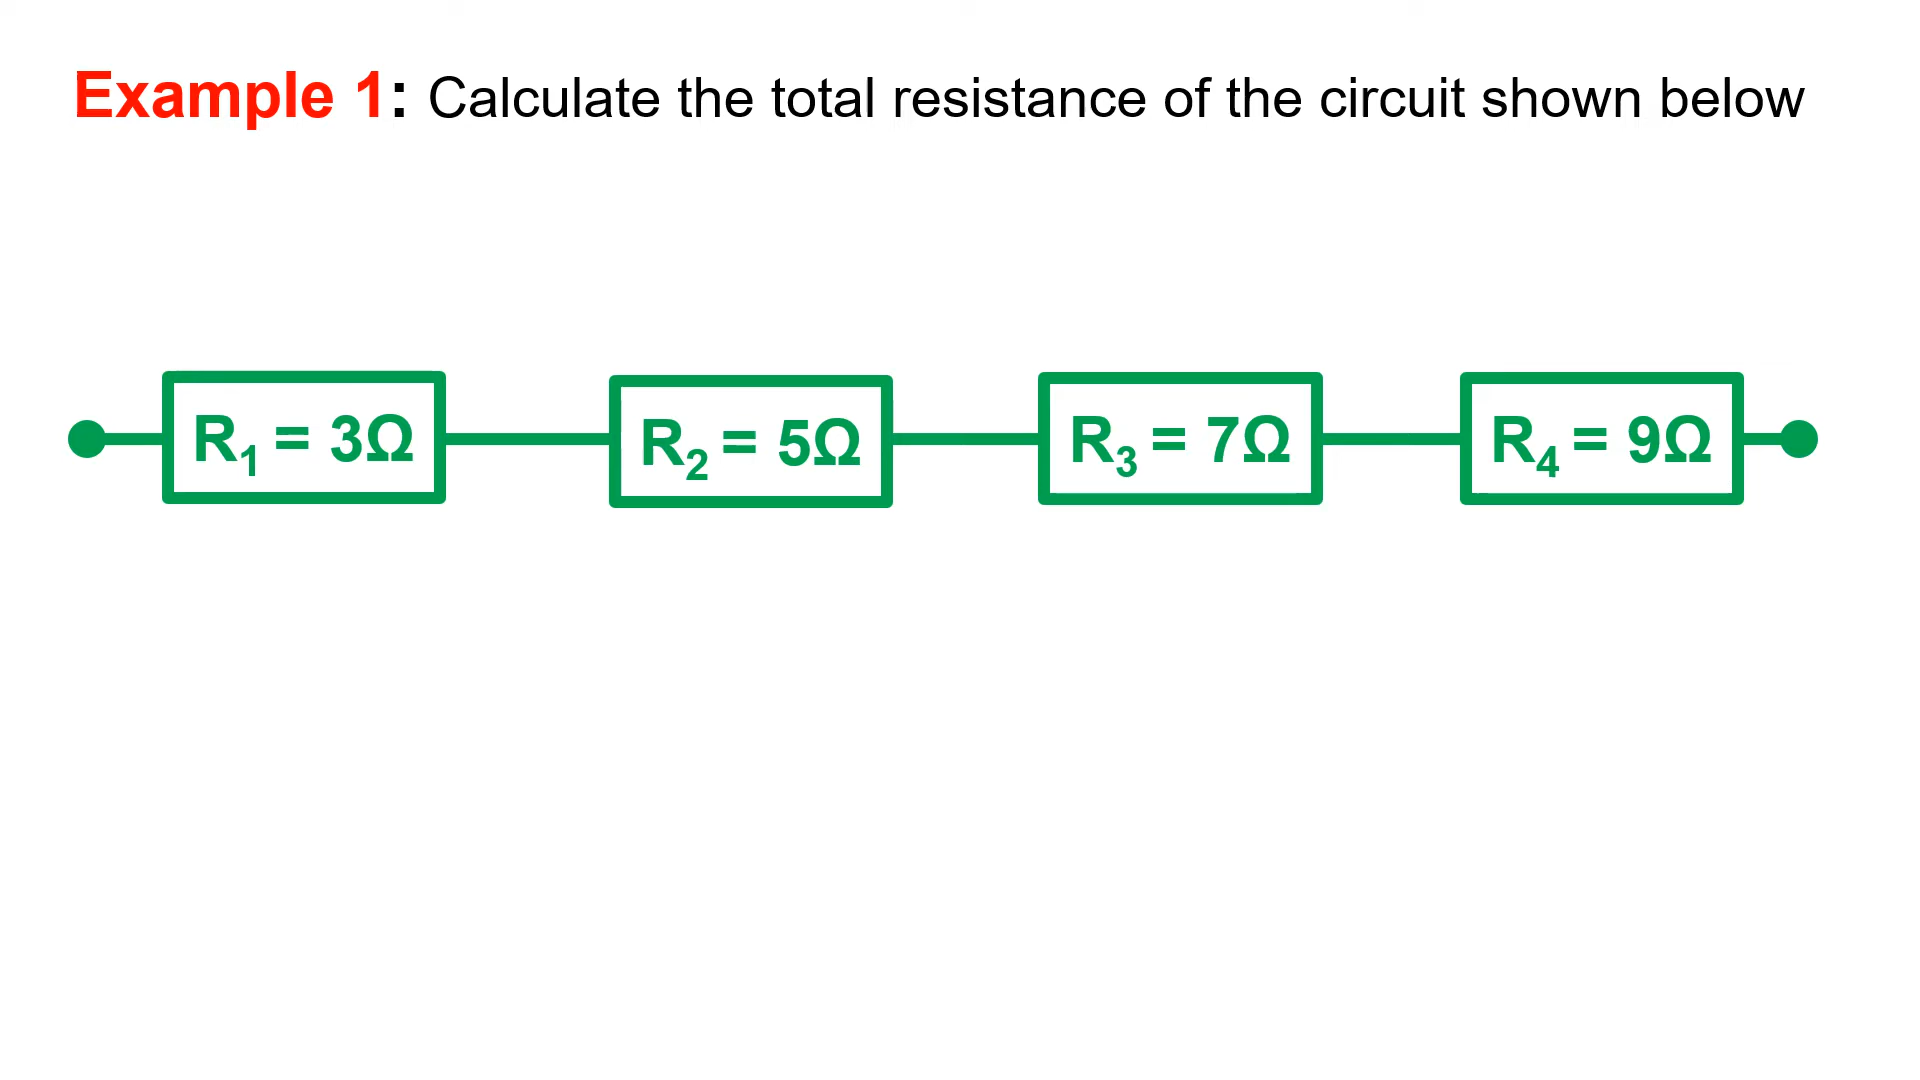 Example 1: Calculate the total resistance of the circuit shown below
R₁ = 3Ω R₂ = 5Ω R₃ = 7Ω R₄ = 9Ω